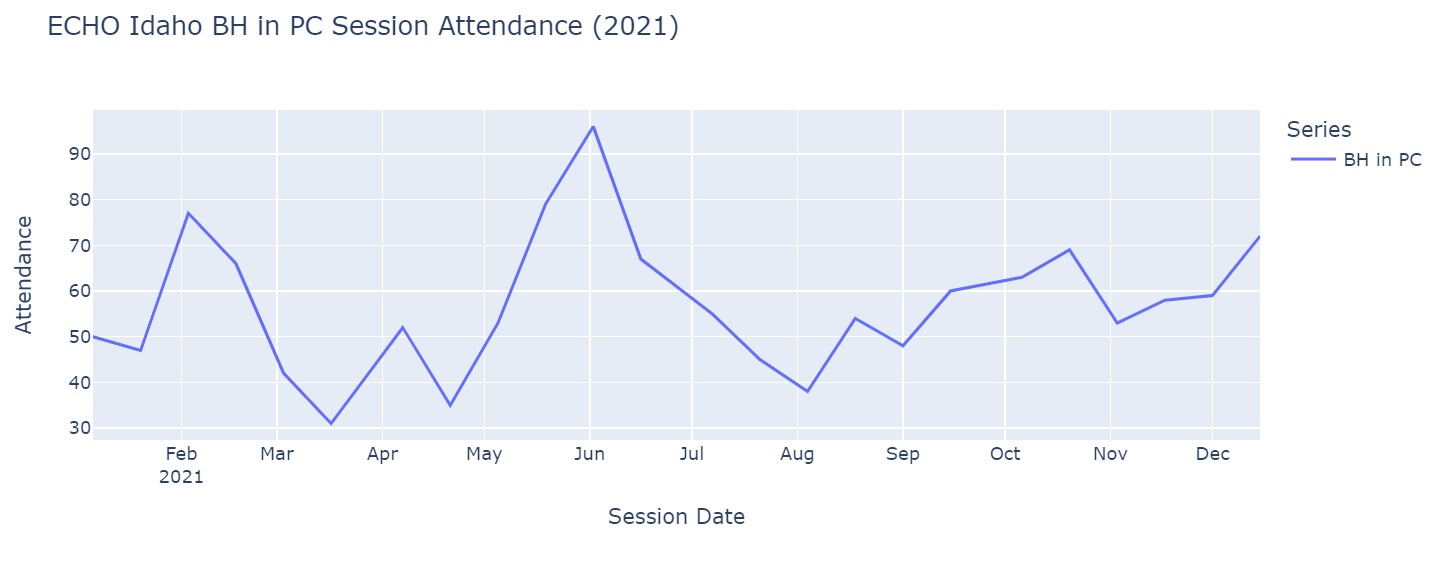 ECHO Idaho BH in PC Session Attendance (2021)
Series
BH in PC
90
80
70
60
50
40
30
Attendance
Feb Mar Apr May Jun Jul Aug Sep Oct Nov Dec
2021
Session Date